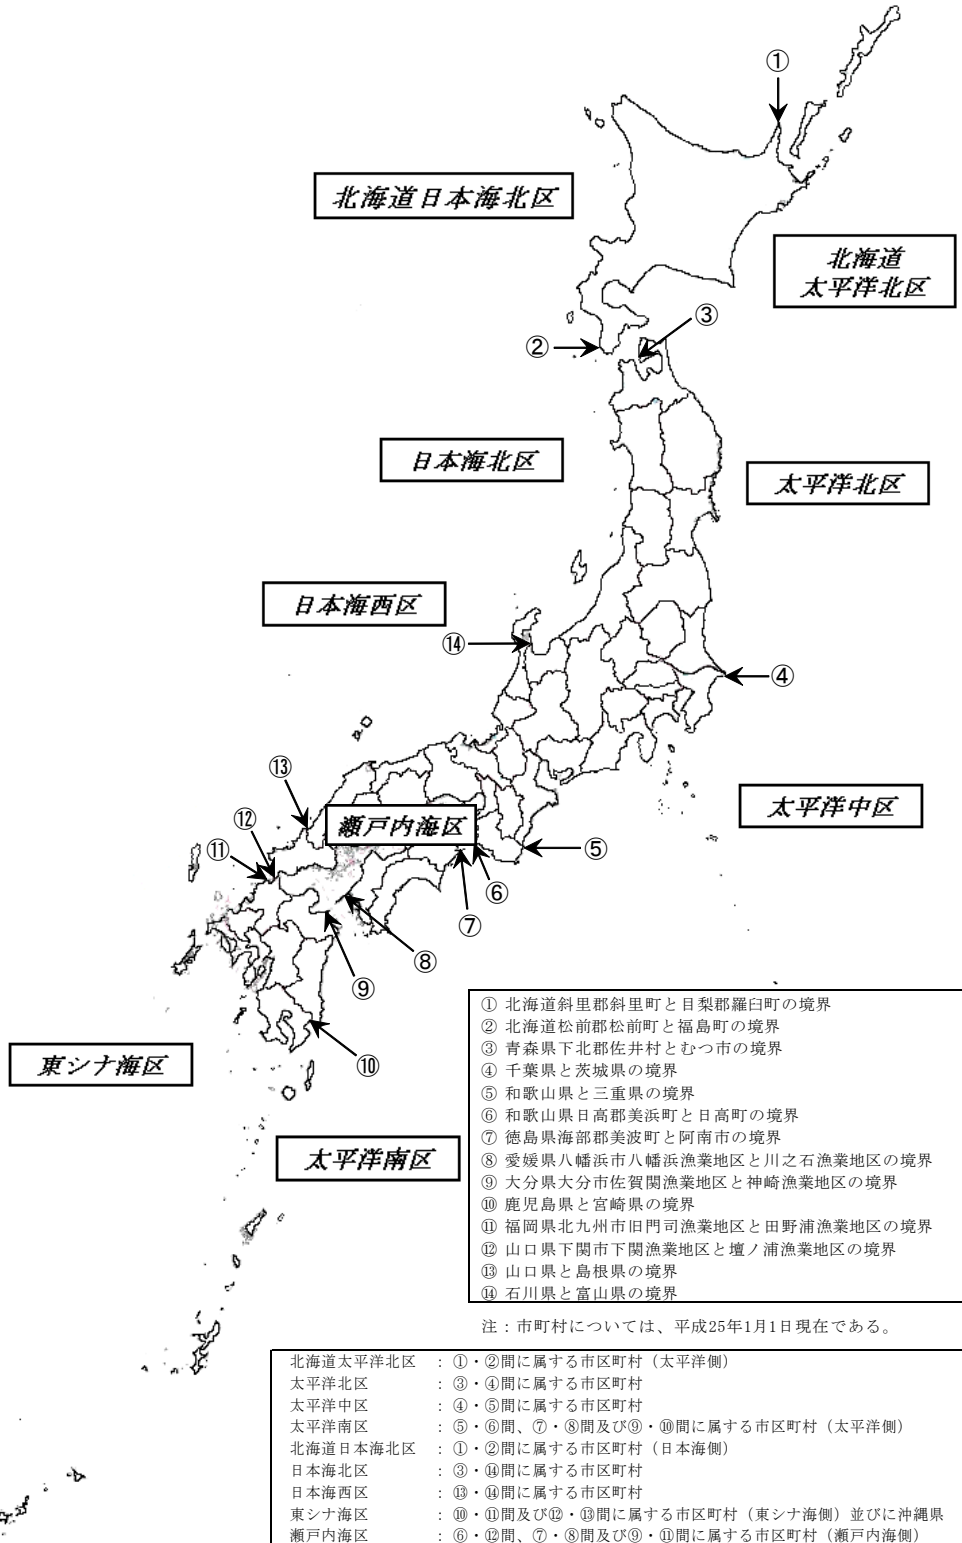 ①
北海道日本海北区
北海道
太平洋北区
③
②
日本海北区
太平洋北区
日本海西区
⑭
④
⑬
太平洋中区
⑫
瀬戸内海区
⑪
⑤
⑥
⑦
⑧
⑨
東シナ海区
⑩
太平洋南区
① 北海道斜里郡斜里町と目梨郡羅臼町の境界
② 北海道松前郡松前町と福島町の境界
③ 青森県下北郡佐井村とむつ市の境界
④ 千葉県と茨城県の境界
⑤ 和歌山県と三重県の境界
⑥ 和歌山県日高郡美浜町と日高町の境界
⑦ 徳島県海部郡美波町と阿南市の境界
⑧ 愛媛県八幡浜市八幡浜漁業地区と川之石漁業地区の境界
⑨ 大分県大分市佐賀関漁業地区と神崎漁業地区の境界
⑩ 鹿児島県と宮崎県の境界
⑪ 福岡県北九州市旧門司漁業地区と田野浦漁業地区の境界
⑫ 山口県下関市下関漁業地区と壇ノ浦漁業地区の境界
⑬ 山口県と島根県の境界
⑭ 石川県と富山県の境界
注：市町村については、平成25年1月1日現在である。
北海道太平洋北区 ：①・②間に属する市区町村（太平洋側）
太平洋北区 ：③・④間に属する市区町村
太平洋中区 ：④・⑤間に属する市区町村
太平洋南区 ：⑤・⑥間、⑦・⑧間及び⑨・⑩間に属する市区町村（太平洋側）
北海道日本海北区 ：①・②間に属する市区町村（日本海側）
日本海北区 ：③・⑭間に属する市区町村
日本海西区 ：⑬・⑭間に属する市区町村
東シナ海区 ：⑩・⑪間及び⑫・⑬間に属する市区町村（東シナ海側）並びに沖縄県
瀬戸内海区 ：⑥・⑫間、⑦・⑧間及び⑨・⑪間に属する市区町村（瀬戸内海側）